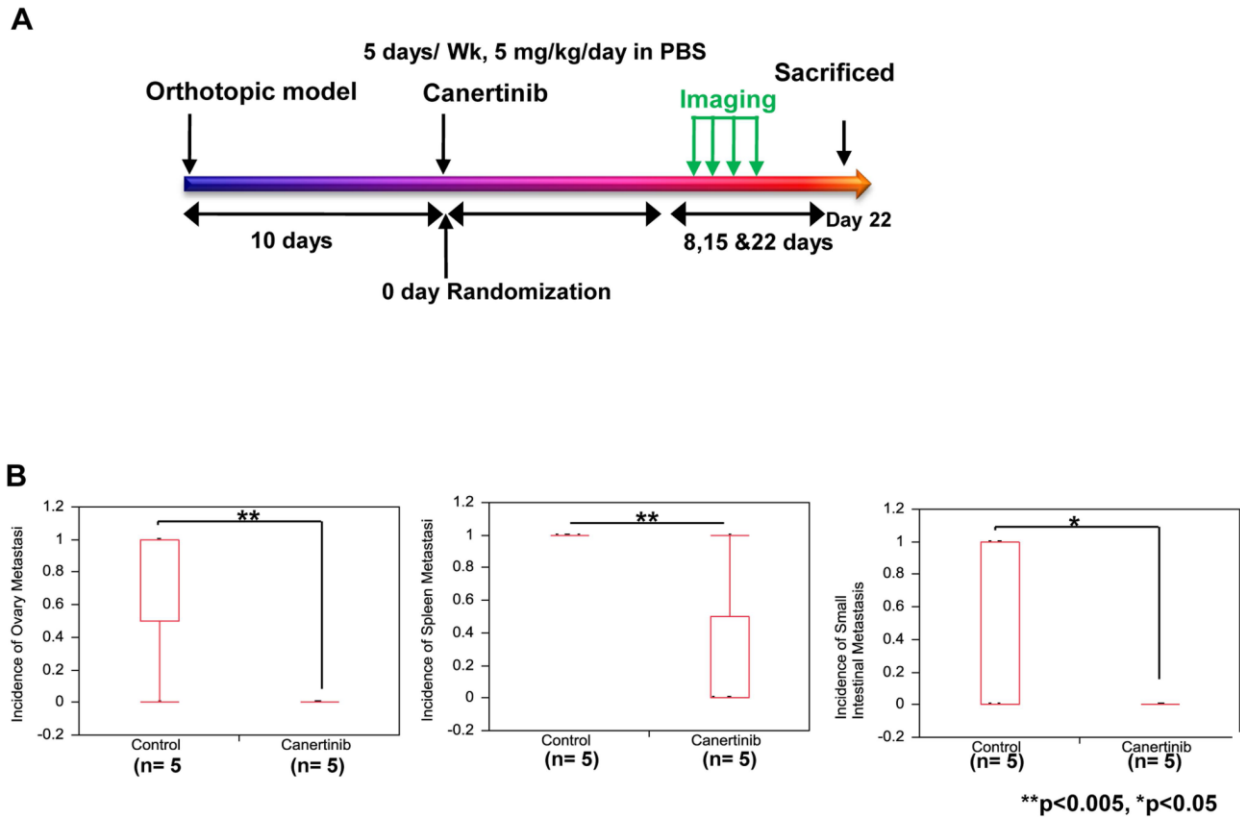 A
5 days/ Wk, 5 mg/kg/day in PBS
Sacrificed
Orthotopic model
Canertinib
Imaging
10 days
Day 22
8,15 &22 days
0 day Randomization
B
Incidence of Ovary Metastasi
1.2
1
0.8
0.6
0.4
0.2
0
-0.2
**
Control
Canertinib
(n= 5
(n= 5)
Incidence of Spleen Metastasi
1.2
1
0.8
0.6
0.4
0.2
0
-0.2
**
Control
Canertinib
(n= 5)
(n= 5)
Incidence of Small
Intestinal Metastasis
1.2
1
0.8
0.6
0.4
0.2
0
-0.2
*
Control
Canertinib
(n= 5)
(n= 5)
**p<0.005, *p<0.05